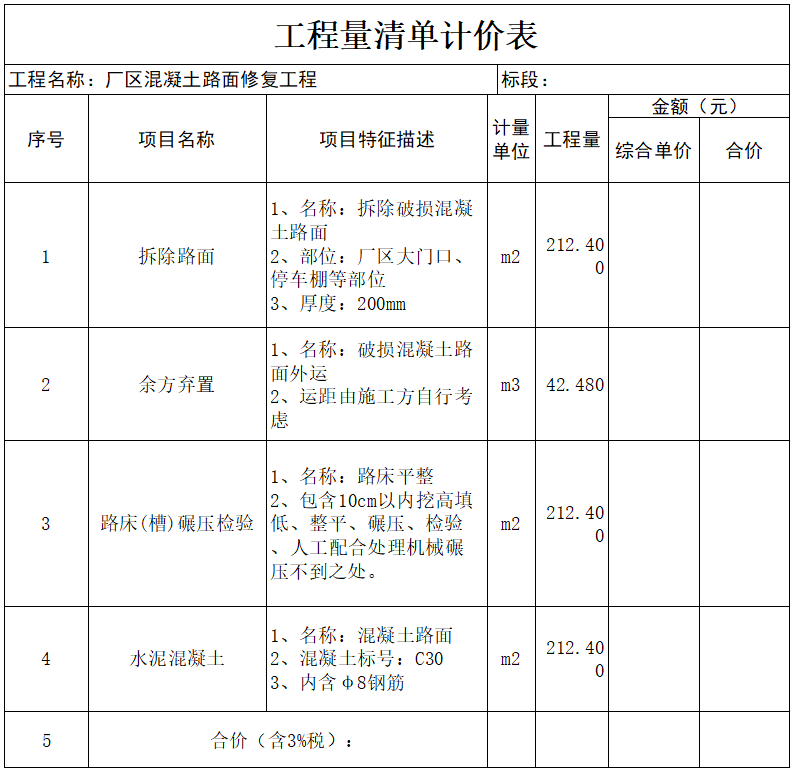 工程量清单计价表
工程名称：厂区混凝土路面修复工程
标段：
序号
项目名称
项目特征描述
计量
单位
工程量
金额（元）
综合单价
合价
1
拆除路面
1、名称：拆除破损混凝
土路面
2、部位：厂区大门口、
停车棚等部位
3、厚度：200mm
m2
212.40
0
2
余方弃置
1、名称：破损混凝土路
面外运
2、运距由施工方自行考
虑
m3
42.480
3
路床(槽)碾压检验
1、名称：路床平整
2、包含10cm以内挖高填
低、整平、碾压、检验
、人工配合处理机械碾
压不到之处。
m2
212.40
0
4
水泥混凝土
1、名称：混凝土路面
2、混凝土标号：C30
3、内含φ8钢筋
m2
212.40
0
5
合价（含3%税）：